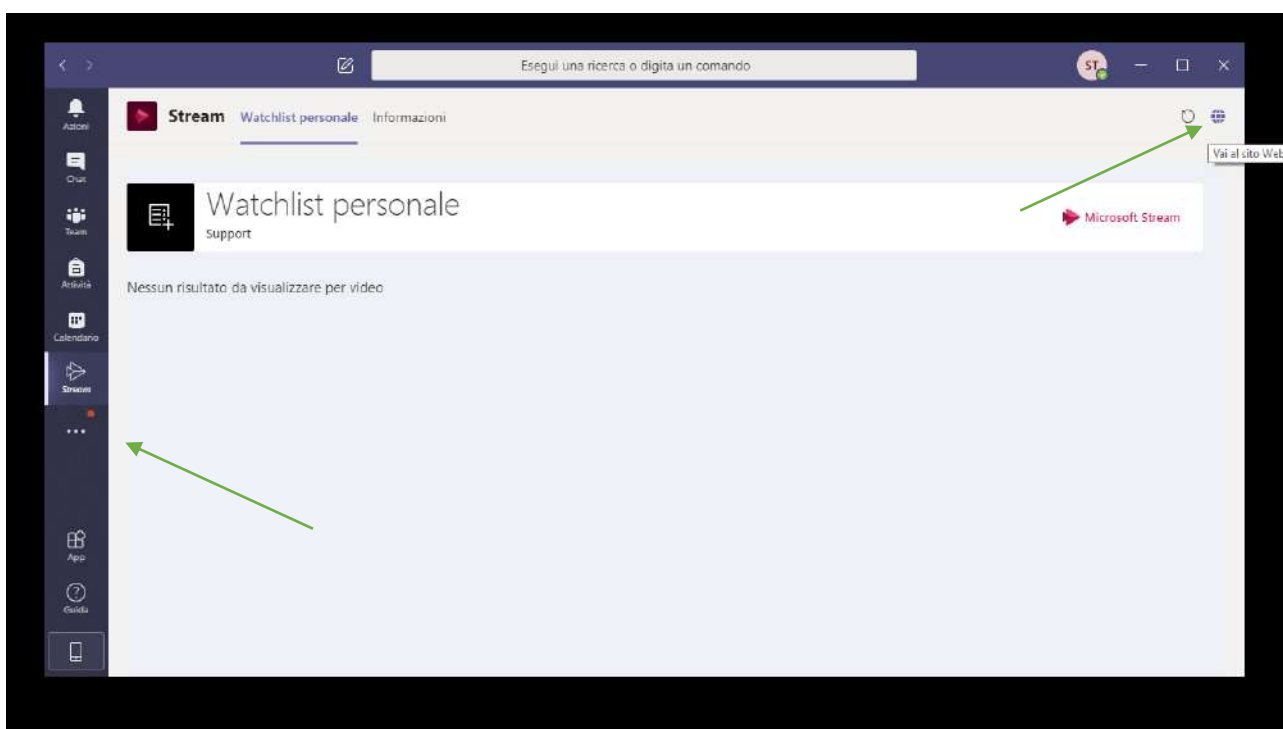 Esegui una ricerca o digita un comando
ST
Azioni
Stream Watchlist personale Informazioni
Vai al sito Web
Chat
Watchlist personale
Support
Microsoft Stream
Team
Attività
Nessun risultato da visualizzare per video
Calendario
Stream
App
Guida